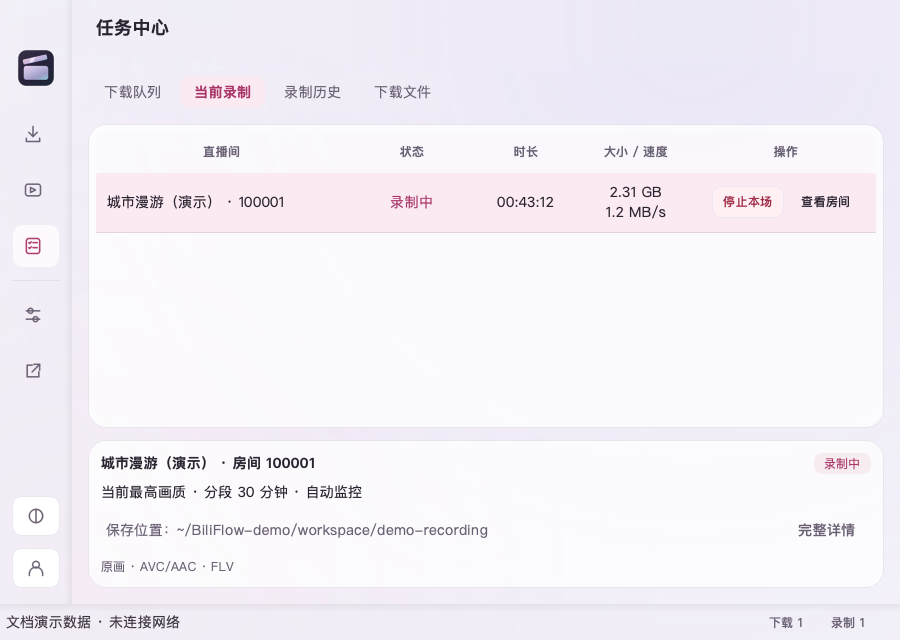 任务中心
下载队列 当前录制 录制历史 下载文件
直播间 状态 时长 大小 / 速度 操作
城市漫游（演示） · 100001 录制中 00:43:12 2.31 GB 1.2 MB/s 停止本场 查看房间
城市漫游（演示） · 房间 100001 录制中
当前最高画质 · 分段 30 分钟 · 自动监控
保存位置：~/BiliFlow-demo/workspace/demo-recording 完整详情
原画 · AVC/AAC · FLV
文档演示数据 · 未连接网络 下载 1 录制 1